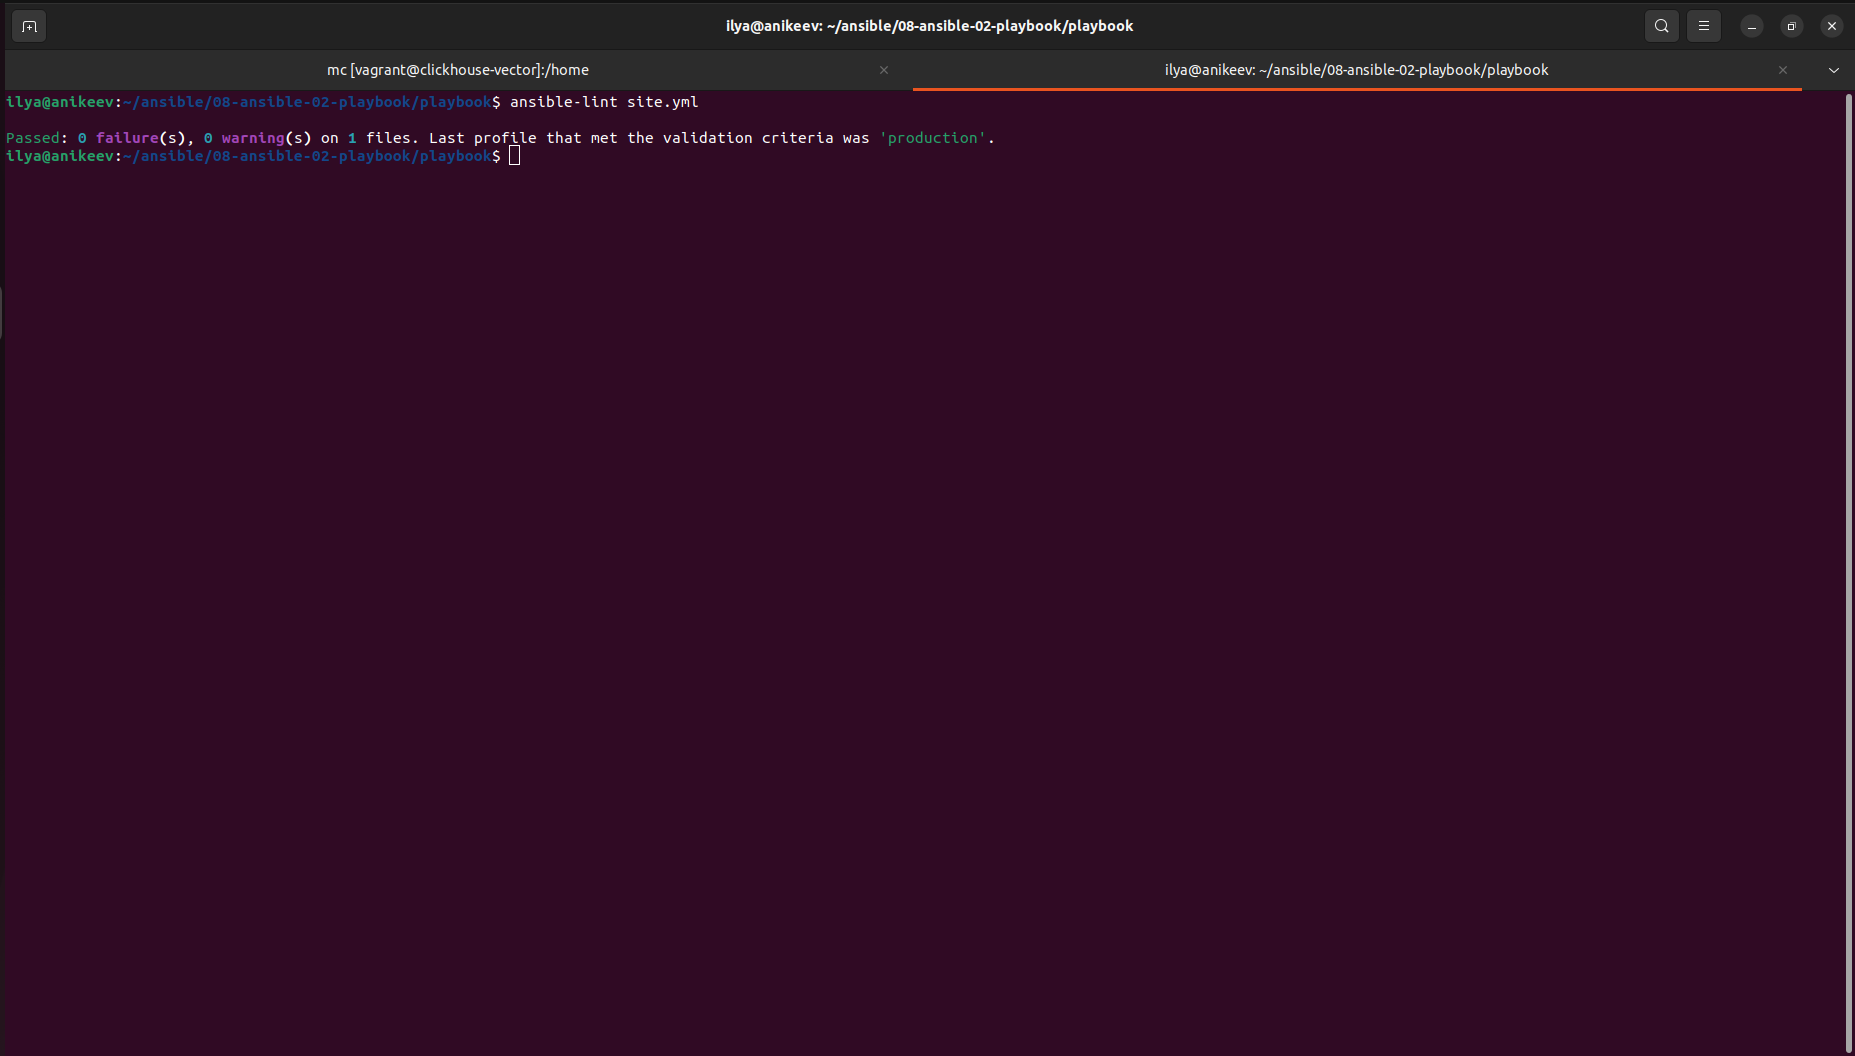 ilya@anikeev: ~/ansible/08-ansible-02-playbook/playbook
mc [vagrant@clickhouse-vector]:/home
ilya@anikeev: ~/ansible/08-ansible-02-playbook/playbook
ilya@anikeev:~/ansible/08-ansible-02-playbook/playbook$ ansible-lint site.yml
Passed: 0 failure(s), 0 warning(s) on 1 files. Last profile that met the validation criteria was 'production'.
ilya@anikeev:~/ansible/08-ansible-02-playbook/playbook$